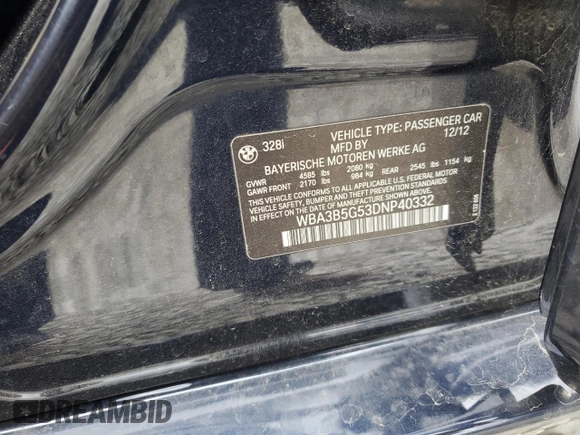 328i VEHICLE TYPE: PASSENGER CAR
MFD BY 12/12
BAYERISCHE MOTOREN WERKE AG
GVWR 4585 lbs 2080 kg
GAWR FRONT 2170 lbs 984 kg REAR 2545 lbs 1154 kg
THIS VEHICLE CONFORMS TO ALL APPLICABLE U.S. FEDERAL MOTOR
VEHICLE SAFETY, BUMPER AND THEFT PREVENTION STANDARDS IN
EFFECT ON THE DATE OF MANUFACTURE SHOWN ABOVE.
WBA3B5G53DNP40332
DREAMBID